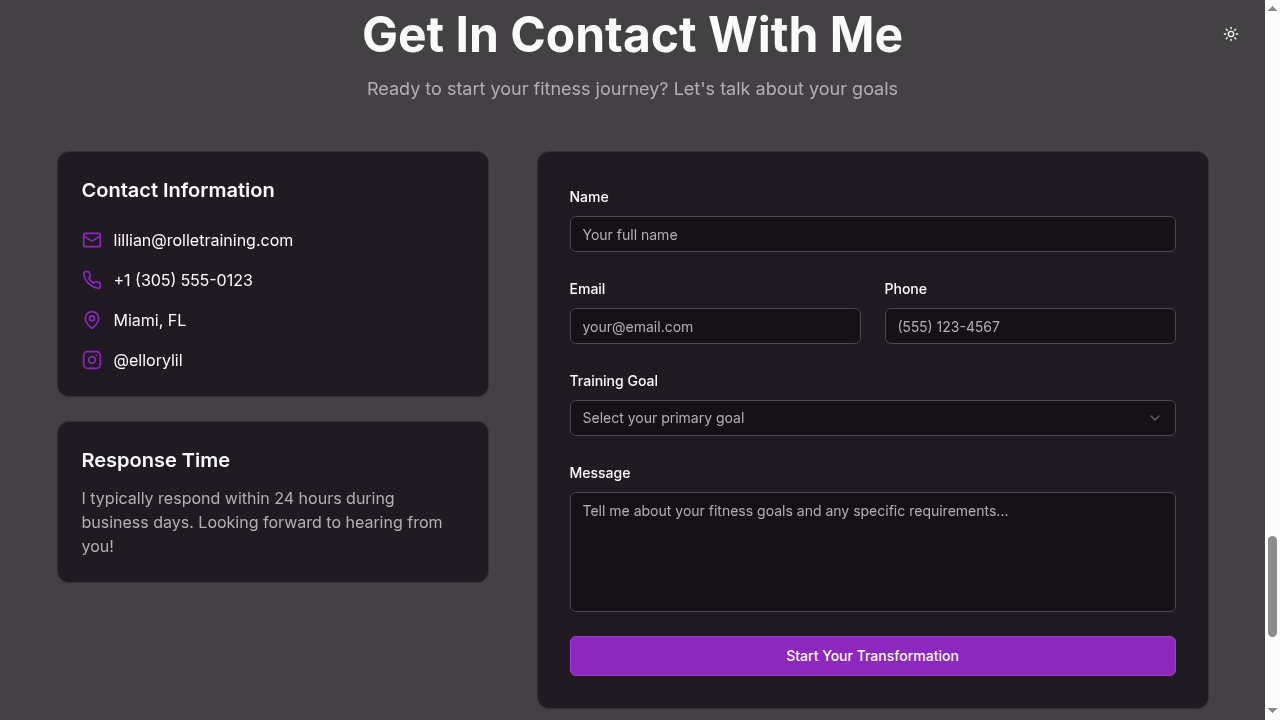 Get In Contact With Me
Ready to start your fitness journey? Let's talk about your goals
Contact Information
lillian@rolletraining.com
+1 (305) 555-0123
Miami, FL
@ellorylil
Response Time
I typically respond within 24 hours during
business days. Looking forward to hearing from
you!
Name
Your full name
Email
your@email.com
Phone
(555) 123-4567
Training Goal
Select your primary goal
Message
Tell me about your fitness goals and any specific requirements...
Start Your Transformation